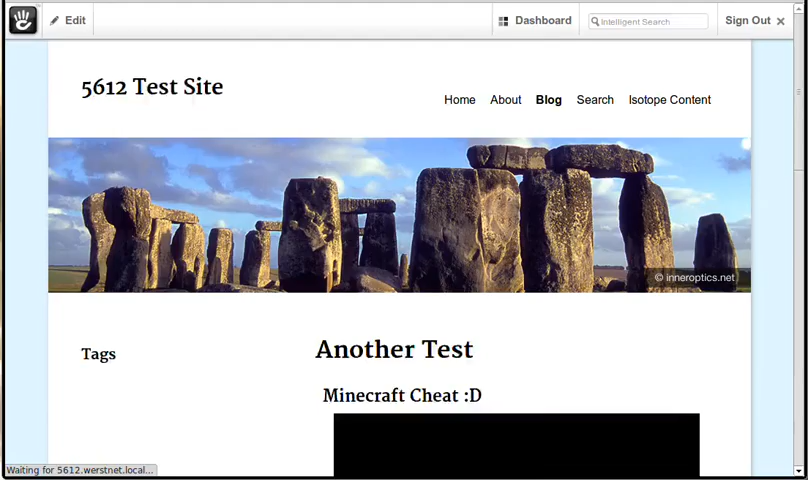 Edit
Dashboard
Intelligent Search
Sign Out
5612 Test Site
Home About Blog Search Isotope Content
© inneroptics.net
Tags
Another Test
Minecraft Cheat :D
Waiting for 5612.werstnet.local...